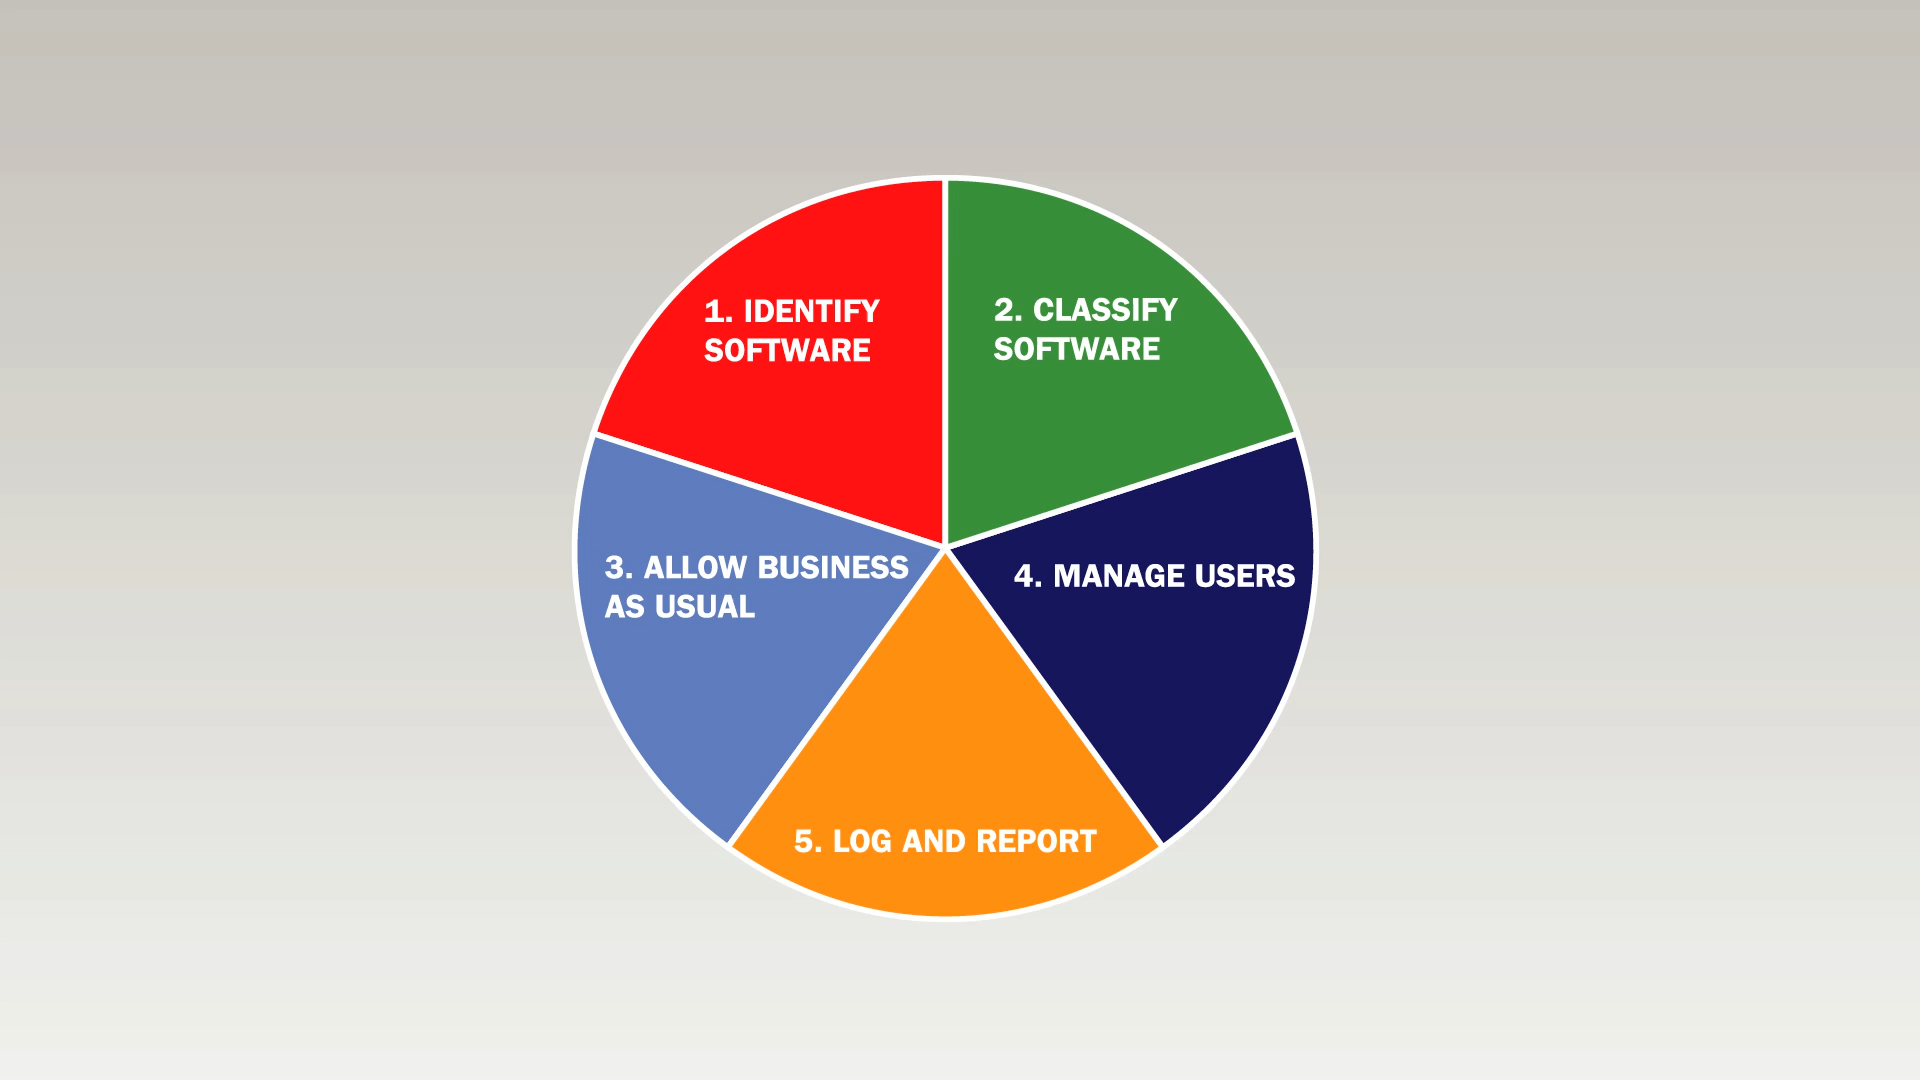 1. IDENTIFY
SOFTWARE
2. CLASSIFY
SOFTWARE
3. ALLOW BUSINESS
AS USUAL
4. MANAGE USERS
5. LOG AND REPORT